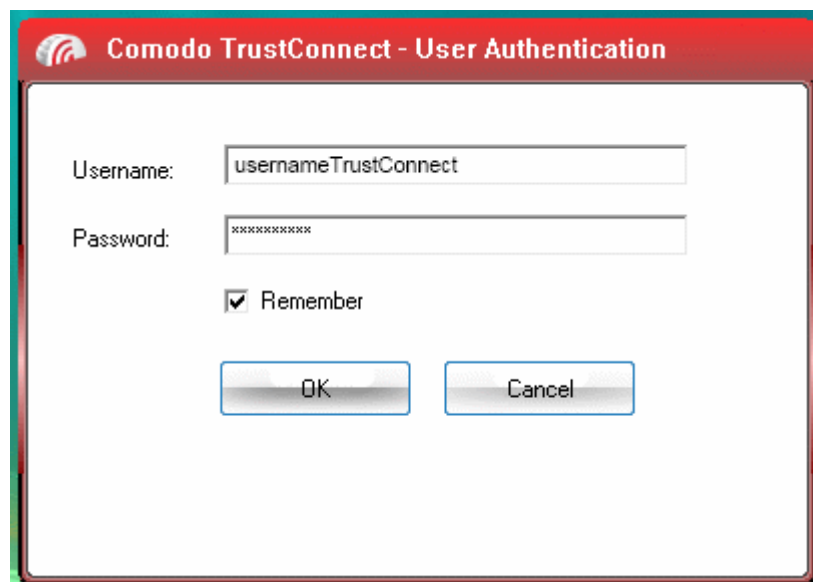 Comodo TrustConnect - User Authentication
Username: usernameTrustConnect
Password: **********
Remember
OK Cancel